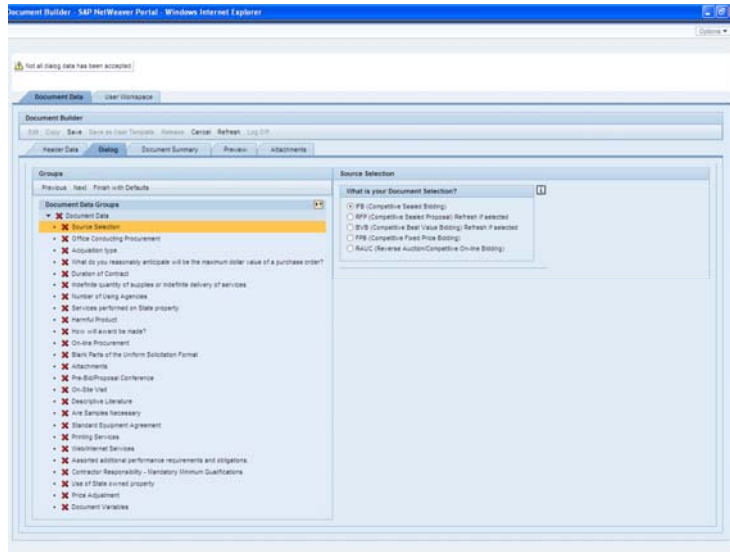 Document Builder - SAP NetWeaver Portal - Windows Internet Explorer
Options
Not all dialog data has been accepted
Document Data User Workspace
Document Builder
Edit Copy Save Save as User Template Release Cancel Refresh Log Off
Header Data Dialog Document Summary Preview Attachments
Groups
Previous Next Finish with Defaults
Document Data Groups
Document Data
Source Selection
Office Conducting Procurement
Acquisition type
What do you reasonably anticipate will be the maximum dollar value of a purchase order?
Duration of Contract
Indefinite quantity of supplies or indefinite delivery of services
Number of Using Agencies
Services performed on State property
Harmful Product
How will award be made?
On-line Procurement
Blank Parts of the Uniform Solicitation Format
Attachments
Pre-Bid/Proposal Conference
On-Site Visit
Descriptive Literature
Are Samples Necessary
Standard Equipment Agreement
Printing Services
Web/Internet Services
Assorted additional performance requirements and obligations.
Contractor Responsibility - Mandatory Minimum Qualifications
Use of State owned property
Price Adjustment
Document Variables
Source Selection
What is your Document Selection?
IFB (Competitive Sealed Bidding)
RFP (Competitive Sealed Proposal) Refresh if selected
BVB (Competitive Best Value Bidding) Refresh if selected
FPB (Competitive Fixed Price Bidding)
RAUC (Reverse Auction/Competitive On-line Bidding)